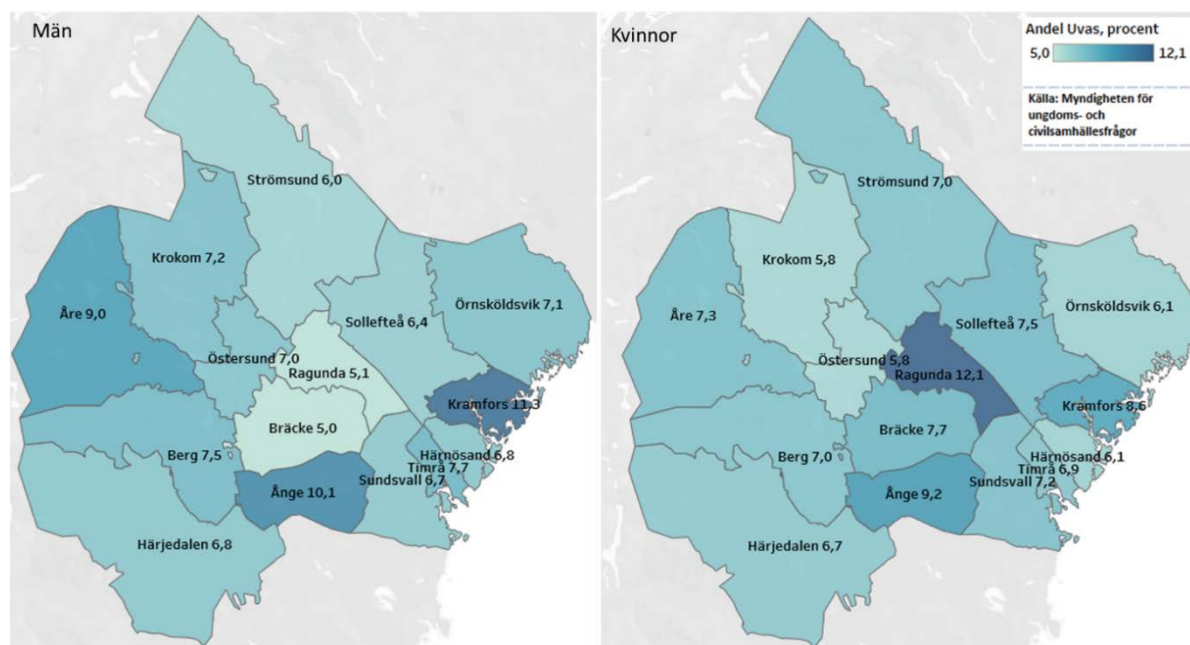 Män
Strömsund 6,0
Krokom 7,2
Åre 9,0
Örnsköldsvik 7,1
Sollefteå 6,4
Östersund 7,0
Ragunda 5,1
Kramfors 11,3
Bräcke 5,0
Berg 7,5
Härnösand 6,8
Timrå 7,7
Sundsvall 6,7
Ånge 10,1
Härjedalen 6,8
Kvinnor
Strömsund 7,0
Krokom 5,8
Åre 7,3
Örnsköldsvik 6,1
Sollefteå 7,5
Östersund 5,8
Ragunda 12,1
Kramfors 8,6
Bräcke 7,7
Berg 7,0
Härnösand 6,1
Timrå 6,9
Sundsvall 7,2
Ånge 9,2
Härjedalen 6,7
Andel Uvas, procent
5,0 12,1
Källa: Myndigheten för
ungdoms- och
civilsamhällesfrågor